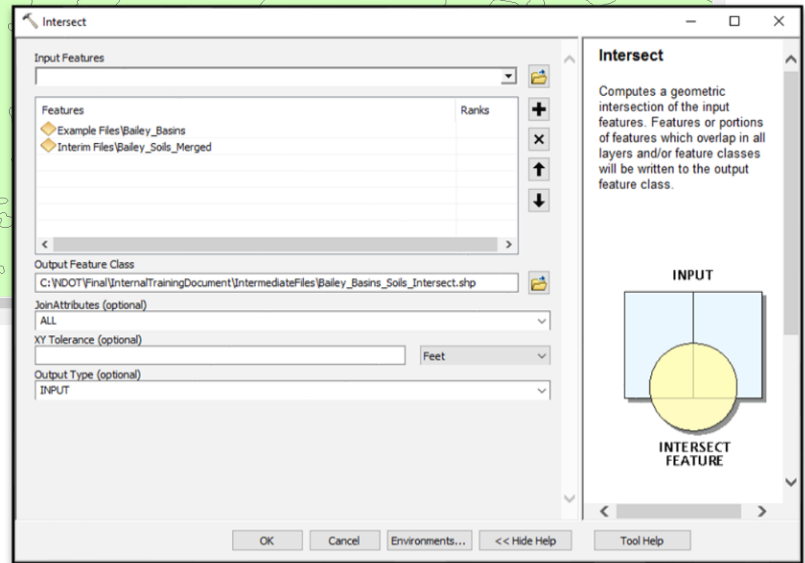 Intersect
Input Features
Features Ranks
Example Files\Bailey_Basins
Interim Files\Bailey_Soils_Merged
Output Feature Class
C:\NDOT\Final\InternalTrainingDocument\IntermediateFiles\Bailey_Basins_Soils_Intersect.shp
JoinAttributes (optional)
ALL
XY Tolerance (optional)
Feet
Output Type (optional)
INPUT
OK Cancel Environments... << Hide Help Tool Help
Intersect
Computes a geometric
intersection of the input
features. Features or portions
of features which overlap in all
layers and/or feature classes
will be written to the output
feature class.
INPUT
INTERSECT
FEATURE